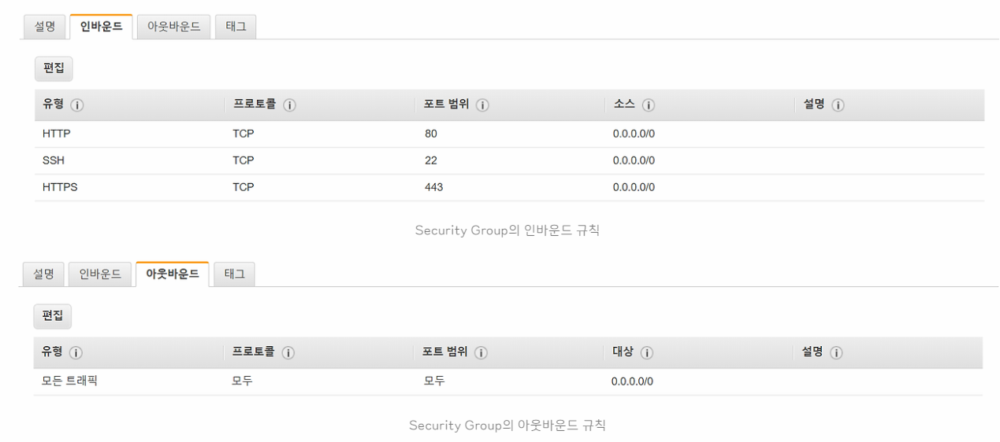 설명 인바운드 아웃바운드 태그
편집
유형 프로토콜 포트 범위 소스 설명
HTTP TCP 80 0.0.0.0/0
SSH TCP 22 0.0.0.0/0
HTTPS TCP 443 0.0.0.0/0
Security Group의 인바운드 규칙
설명 인바운드 아웃바운드 태그
편집
유형 프로토콜 포트 범위 대상 설명
모든 트래픽 모두 모두 0.0.0.0/0
Security Group의 아웃바운드 규칙